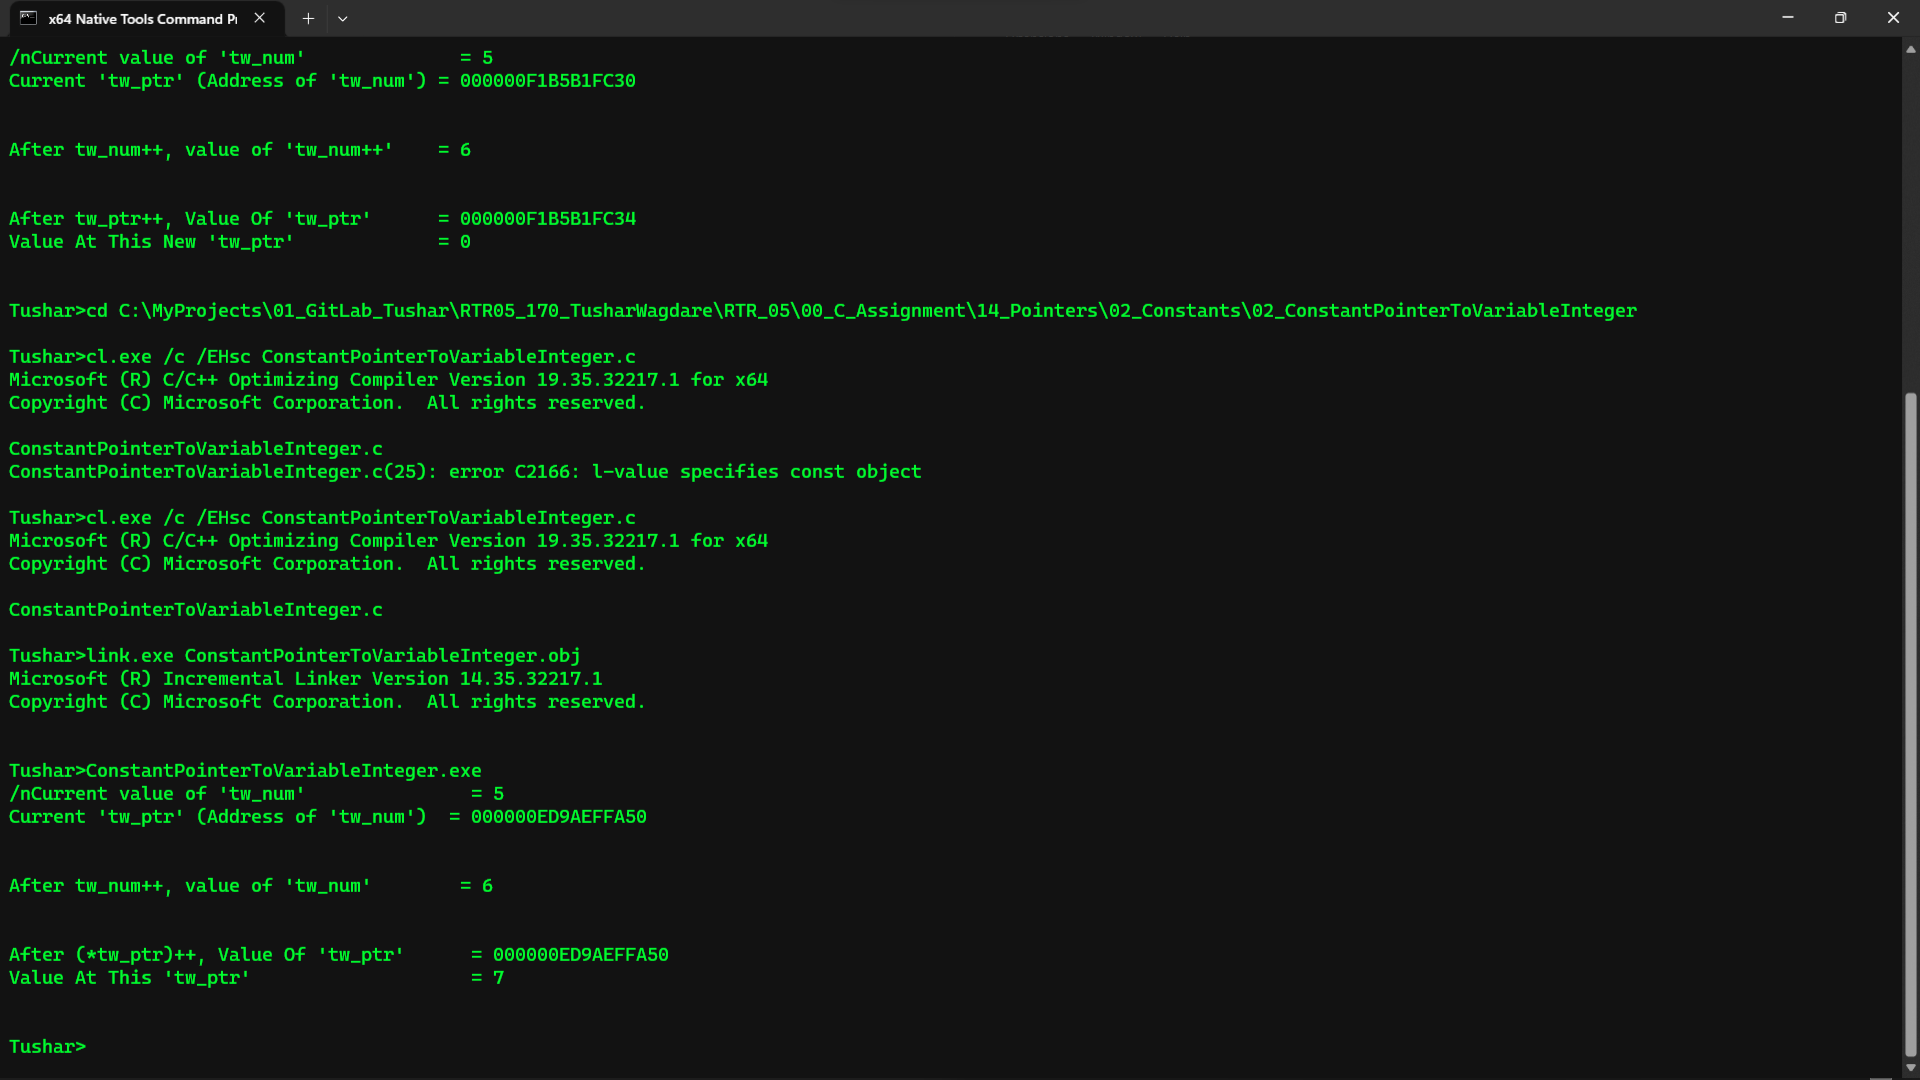 x64 Native Tools Command P
/nCurrent value of 'tw_num'              = 5
Current 'tw_ptr' (Address of 'tw_num') = 000000F1B5B1FC30
After tw_num++, value of 'tw_num++'    = 6
After tw_ptr++, Value Of 'tw_ptr'      = 000000F1B5B1FC34
Value At This New 'tw_ptr'             = 0
Tushar>cd C:\MyProjects\01_GitLab_Tushar\RTR05_170_TusharWagdare\RTR_05\00_C_Assignment\14_Pointers\02_Constants\02_ConstantPointerToVariableInteger
Tushar>cl.exe /c /EHsc ConstantPointerToVariableInteger.c
Microsoft (R) C/C++ Optimizing Compiler Version 19.35.32217.1 for x64
Copyright (C) Microsoft Corporation.  All rights reserved.
ConstantPointerToVariableInteger.c
ConstantPointerToVariableInteger.c(25): error C2166: l-value specifies const object
Tushar>cl.exe /c /EHsc ConstantPointerToVariableInteger.c
Microsoft (R) C/C++ Optimizing Compiler Version 19.35.32217.1 for x64
Copyright (C) Microsoft Corporation.  All rights reserved.
ConstantPointerToVariableInteger.c
Tushar>link.exe ConstantPointerToVariableInteger.obj
Microsoft (R) Incremental Linker Version 14.35.32217.1
Copyright (C) Microsoft Corporation.  All rights reserved.
Tushar>ConstantPointerToVariableInteger.exe
/nCurrent value of 'tw_num'               = 5
Current 'tw_ptr' (Address of 'tw_num')  = 000000ED9AEFFA50
After tw_num++, value of 'tw_num'        = 6
After (*tw_ptr)++, Value Of 'tw_ptr'      = 000000ED9AEFFA50
Value At This 'tw_ptr'                    = 7
Tushar>